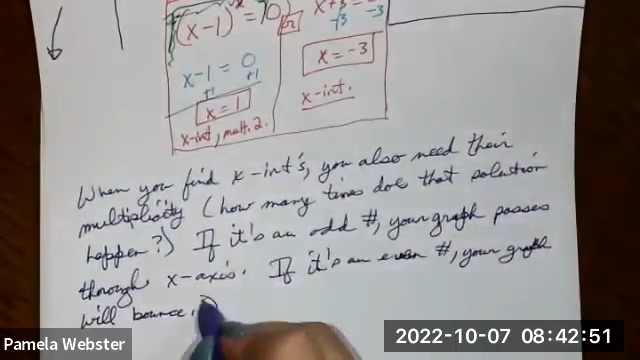 (x-1)² = 0
x-1 = 0
+1 +1
x = 1
x-int, mult. 2.
or
-3 -3
x = -3
x-int.
When you find x-int's, you also need their
multiplicity (how many times does that solution
happen?) If it's an odd #, your graph passes
through x-axis. If it's an even #, your graph
will bounce.
Pamela Webster
2022-10-07 08:42:51